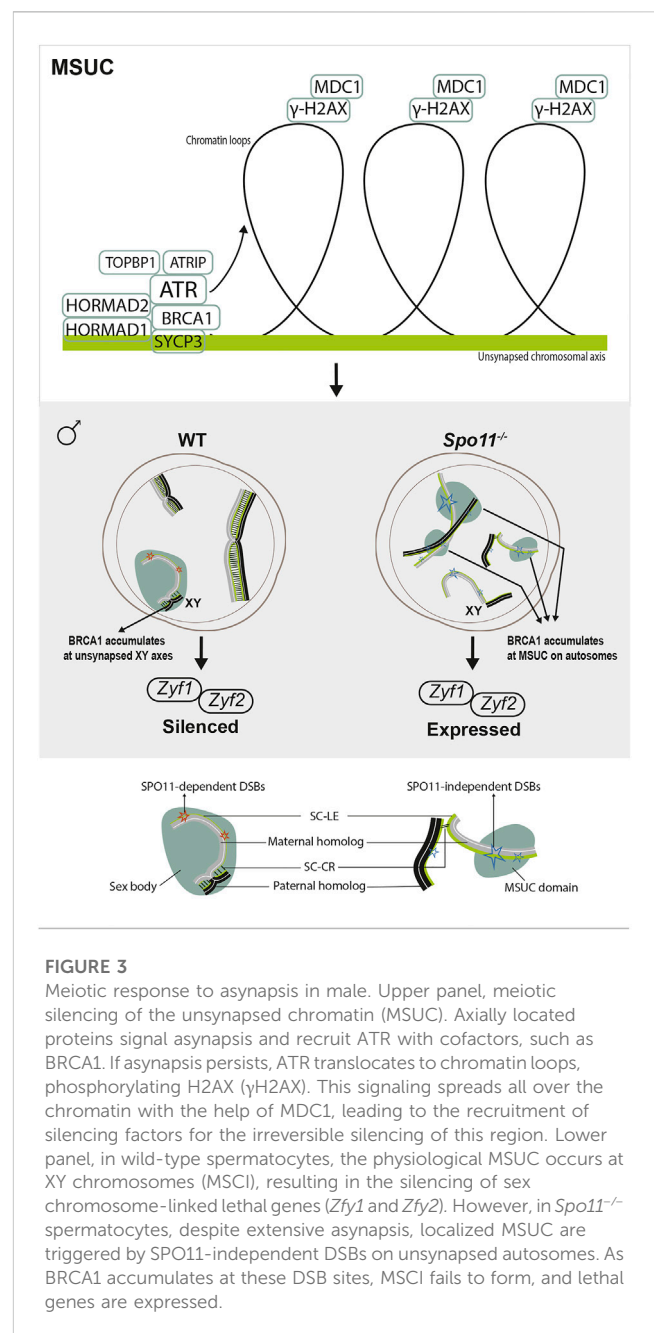 MSUC
MDC1
γ-H2AX
MDC1
γ-H2AX
MDC1
γ-H2AX
Chromatin loops
TOPBP1
ATRIP
ATR
HORMAD2
BRCA1
HORMAD1
SYCP3
Unsynapsed chromosomal axis
♂
WT
Spo11-/-
XY
XY
BRCA1 accumulates
at unsynapsed XY axes
BRCA1 accumulates
at MSUC on autosomes
Zyf1
Zyf2
Silenced
Zyf1
Zyf2
Expressed
SPO11-dependent DSBs
SPO11-independent DSBs
SC-LE
Maternal homolog
SC-CR
Sex body
Paternal homolog
MSUC domain
FIGURE 3
Meiotic response to asynapsis in male. Upper panel, meiotic
silencing of the unsynapsed chromatin (MSUC). Axially located
proteins signal asynapsis and recruit ATR with cofactors, such as
BRCA1. If asynapsis persists, ATR translocates to chromatin loops,
phosphorylating H2AX (γH2AX). This signaling spreads all over the
chromatin with the help of MDC1, leading to the recruitment of
silencing factors for the irreversible silencing of this region. Lower
panel, in wild-type spermatocytes, the physiological MSUC occurs at
XY chromosomes (MSCI), resulting in the silencing of sex
chromosome-linked lethal genes (Zfy1 and Zfy2). However, in Spo11−/−
spermatocytes, despite extensive asynapsis, localized MSUC are
triggered by SPO11-independent DSBs on unsynapsed autosomes. As
BRCA1 accumulates at these DSB sites, MSCI fails to form, and lethal
genes are expressed.